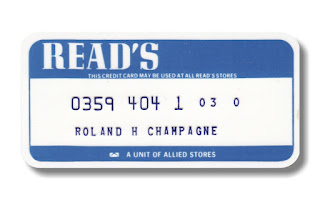 READ'S
THIS CREDIT CARD MAY BE USED AT ALL READ'S STORES
0359 404 1 03 0
ROLAND H CHAMPAGNE
A UNIT OF ALLIED STORES